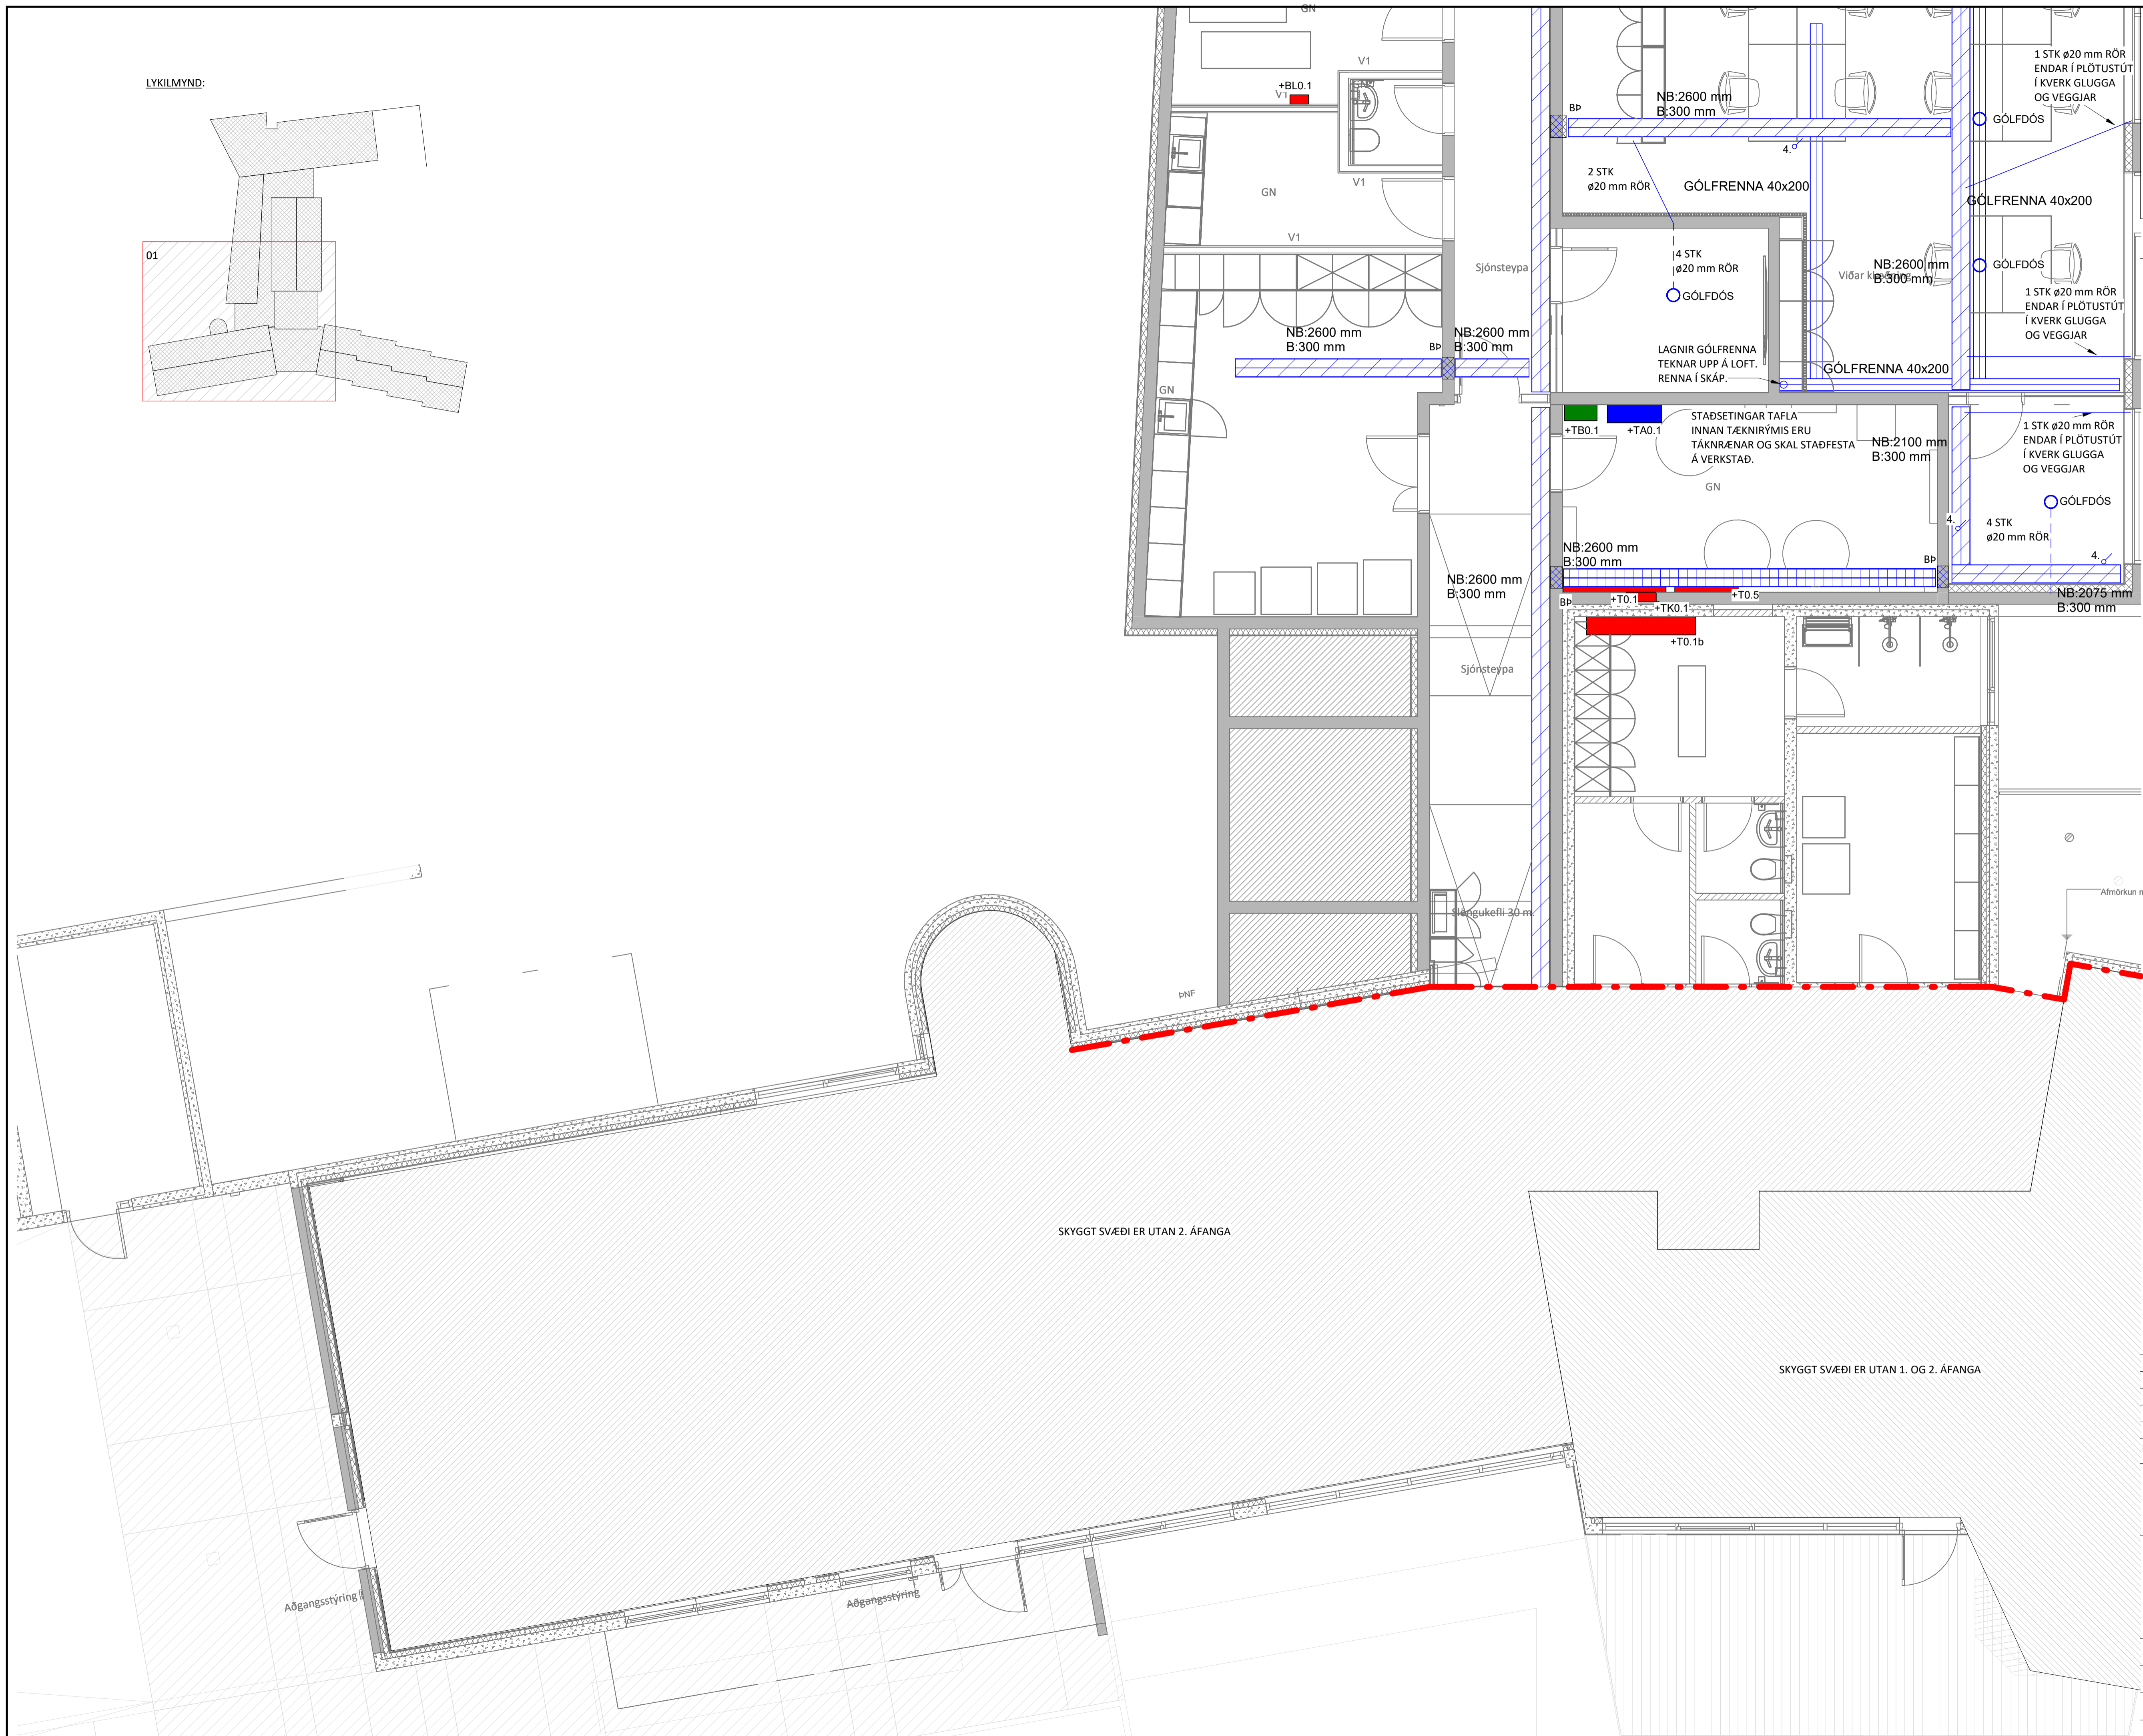 LYKILMYND:
01
GN
V1
+BL0.1
V1
GN
V1
GN
V1
GN
Sjónsteypa
NB:2600 mm
B:300 mm
BÞ
NB:2600 mm
B:300 mm
BÞ
NB:2600 mm
B:300 mm
4.
2 STK
ø20 mm RÖR
GÓLFRENNA 40x200
4 STK
ø20 mm RÖR
GÓLFDÓS
LAGNIR GÓLFRENNA
TEKNAR UPP Á LOFT.
RENNA Í SKÁP.
1 STK ø20 mm RÖR
ENDAR Í PLÖTUSTÚT
Í KVERK GLUGGA
OG VEGGJAR
GÓLFDÓS
GÓLFRENNA 40x200
GÓLFDÓS
Viðar klæðning
NB:2600 mm
B:300 mm
1 STK ø20 mm RÖR
ENDAR Í PLÖTUSTÚT
Í KVERK GLUGGA
OG VEGGJAR
GÓLFRENNA 40x200
+TB0.1
+TA0.1
STAÐSETINGAR TAFLA
INNAN TÆKNIRÝMIS ERU
TÁKNRÆNAR OG SKAL STAÐFESTA
Á VERKSTAÐ.
NB:2100 mm
B:300 mm
GN
1 STK ø20 mm RÖR
ENDAR Í PLÖTUSTÚT
Í KVERK GLUGGA
OG VEGGJAR
GÓLFDÓS
4.
4 STK
ø20 mm RÖR
4.
NB:2600 mm
B:300 mm
BÞ
NB:2600 mm
B:300 mm
BÞ
+T0.1
+TK0.1
+T0.5
NB:2075 mm
B:300 mm
+T0.1b
Sjónsteypa
Slöngukefli 30 m.
Afmörkun
ÞNF
SKYGGT SVÆÐI ER UTAN 2. ÁFANGA
SKYGGT SVÆÐI ER UTAN 1. OG 2. ÁFANGA
Aðgangsstýring
Aðgangsstýring